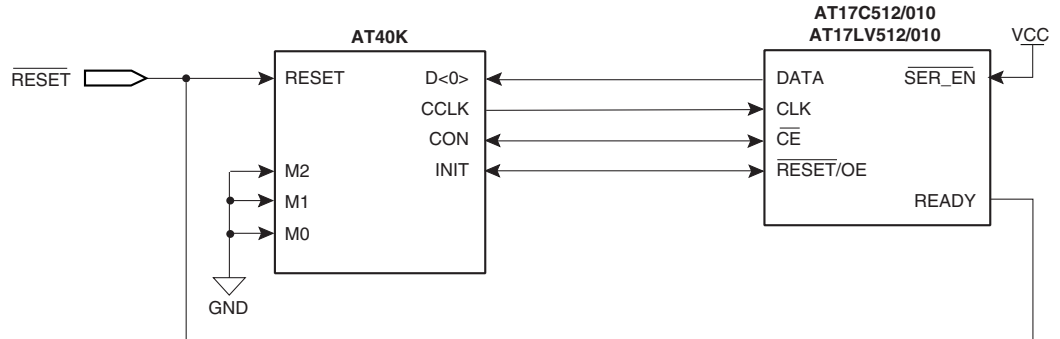 AT17C512/010
AT17LV512/010
AT40K
VCC
RESET
RESET
D<0>
DATA
SER_EN
CCLK
CLK
CON
CE
M2
INIT
RESET/OE
M1
READY
M0
GND